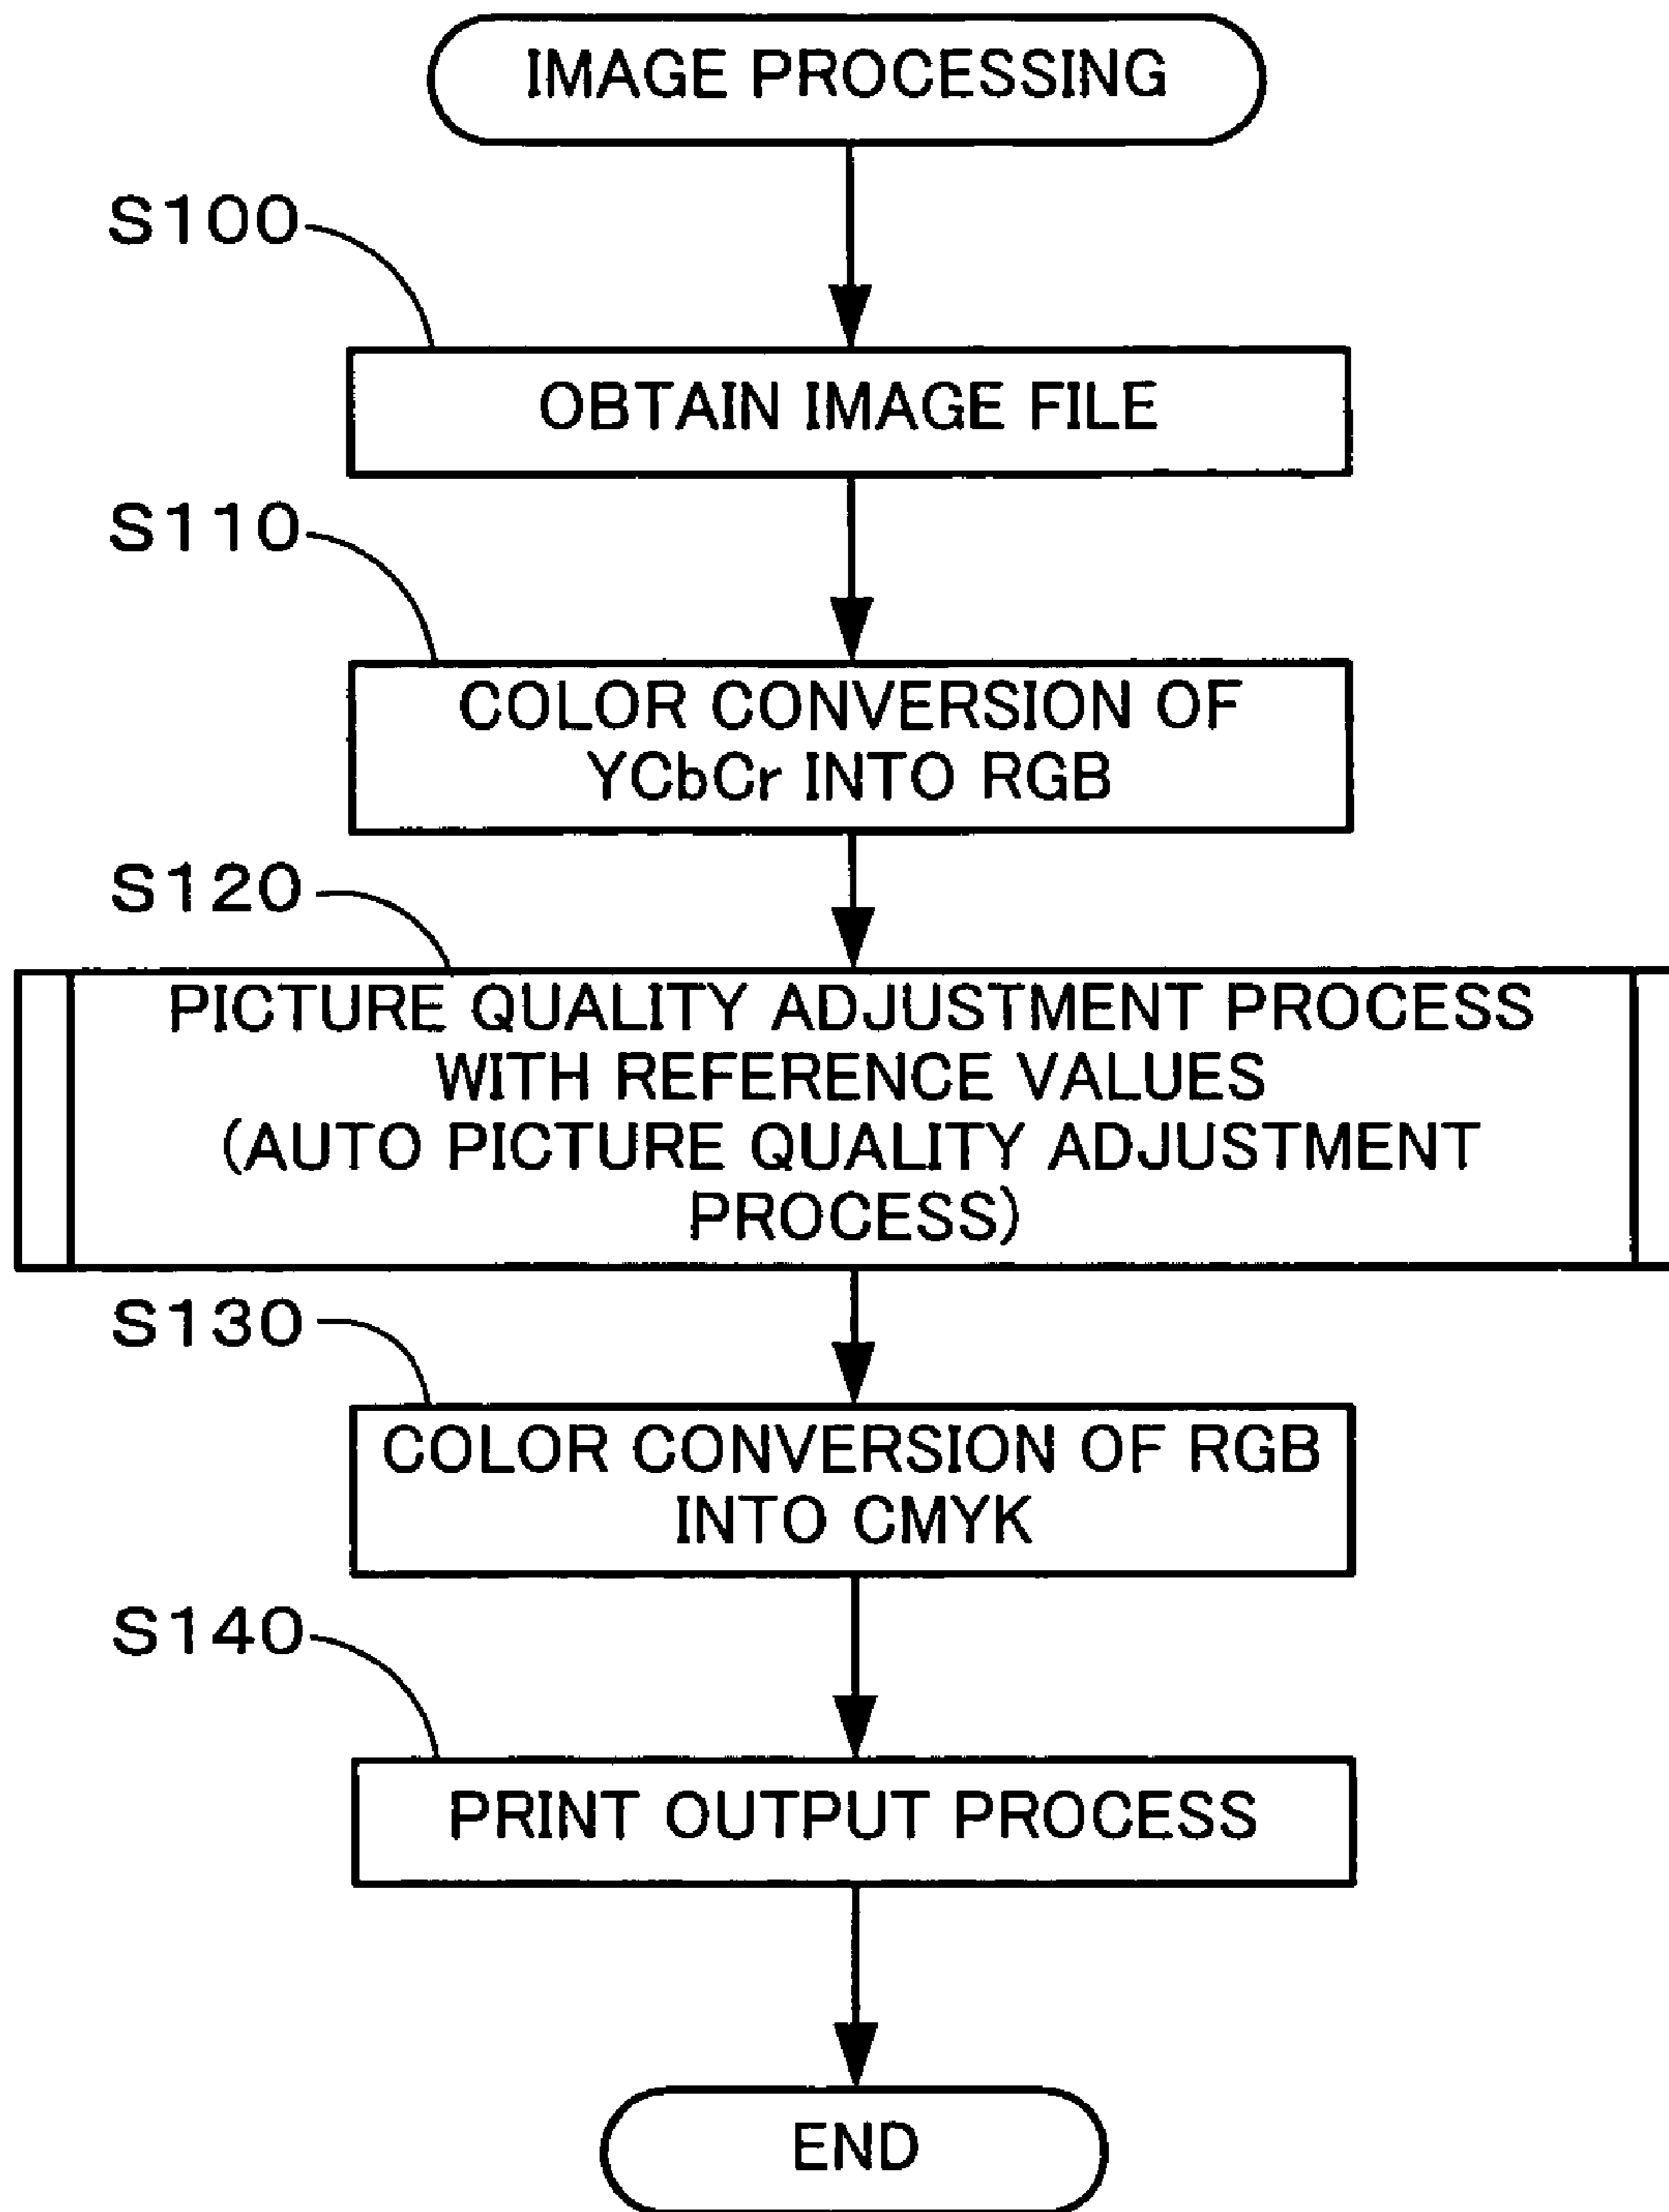 IMAGE PROCESSING
S100
OBTAIN IMAGE FILE
S110
COLOR CONVERSION OF
YCbCr INTO RGB
S120
PICTURE QUALITY ADJUSTMENT PROCESS
WITH REFERENCE VALUES
(AUTO PICTURE QUALITY ADJUSTMENT
PROCESS)
S130
COLOR CONVERSION OF RGB
INTO CMYK
S140
PRINT OUTPUT PROCESS
END